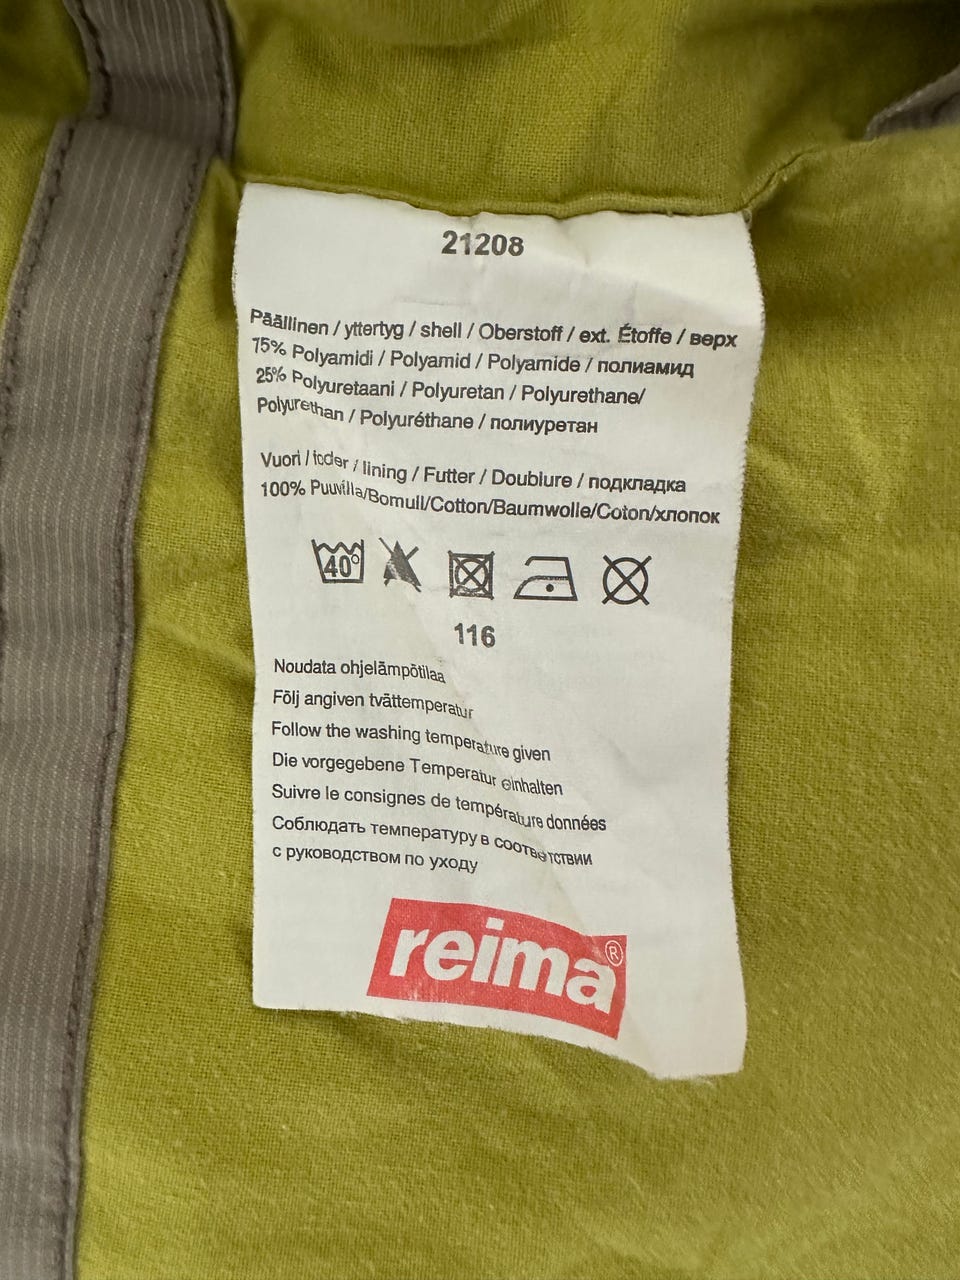 21208
Päällinen / yttertyg / shell / Oberstoff / ext. Étoffe / верх
75% Polyamidi / Polyamid / Polyamide / полиамид
25% Polyuretaani / Polyuretan / Polyurethane/
Polyurethan / Polyuréthane / полиуретан
Vuori / foder / lining / Futter / Doublure / подкладка
100% Puuvilla/Bomull/Cotton/Baumwolle/Coton/хлопок
40°
116
Noudata ohjelämpötilaa
Följ angiven tvättemperatur
Follow the washing temperature given
Die vorgegebene Temperatur einhalten
Suivre le consignes de température données
Соблюдать температуру в соответствии
с руководством по уходу
reima®